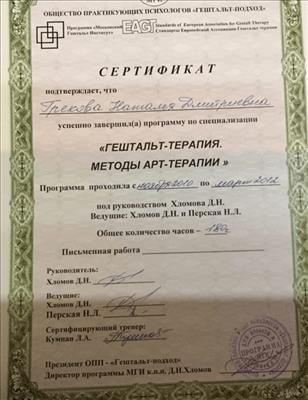 МГИ
ОБЩЕСТВО ПРАКТИКУЮЩИХ ПСИХОЛОГОВ «ГЕШТАЛЬТ-ПОДХОД»
Программа «Московский Гештальт Института»
EAGT
Standards of European Association for Gestalt Therapy
Стандарты Европейской Ассоциации Гештальт терапии
СЕРТИФИКАТ
подтверждает, что
Грекова Наталья Дмитриевна
успешно завершил(а) программу по специализации
«ГЕШТАЛЬТ-ТЕРАПИЯ.
МЕТОДЫ АРТ-ТЕРАПИИ »
Программа проходила с ноября 2010 по март 2012
под руководством Хломова Д.Н.
Ведущие: Хломов Д.Н. и Перская Н.Л.
Общее количество часов – 180
Письменная работа
Руководитель:
Хломов Д.Н.
Ведущие:
Хломов Д.Н.
Перская Н.Л.
Сертифицирующий тренер:
Кумпан Л.А.
Президент ОПП - «Гештальт-подход»
Директор программы МГИ к.п.н. Д.Н.Хломов
ПРОГРАММА